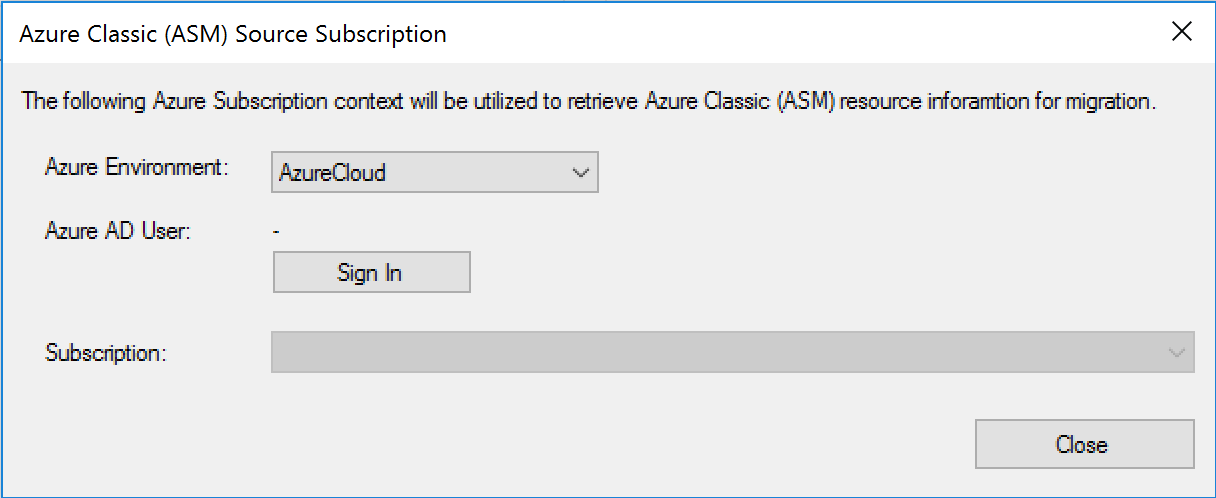 Azure Classic (ASM) Source Subscription
The following Azure Subscription context will be utilized to retrieve Azure Classic (ASM) resource inforamtion for migration.
Azure Environment: AzureCloud
Azure AD User: -
Sign In
Subscription:
Close